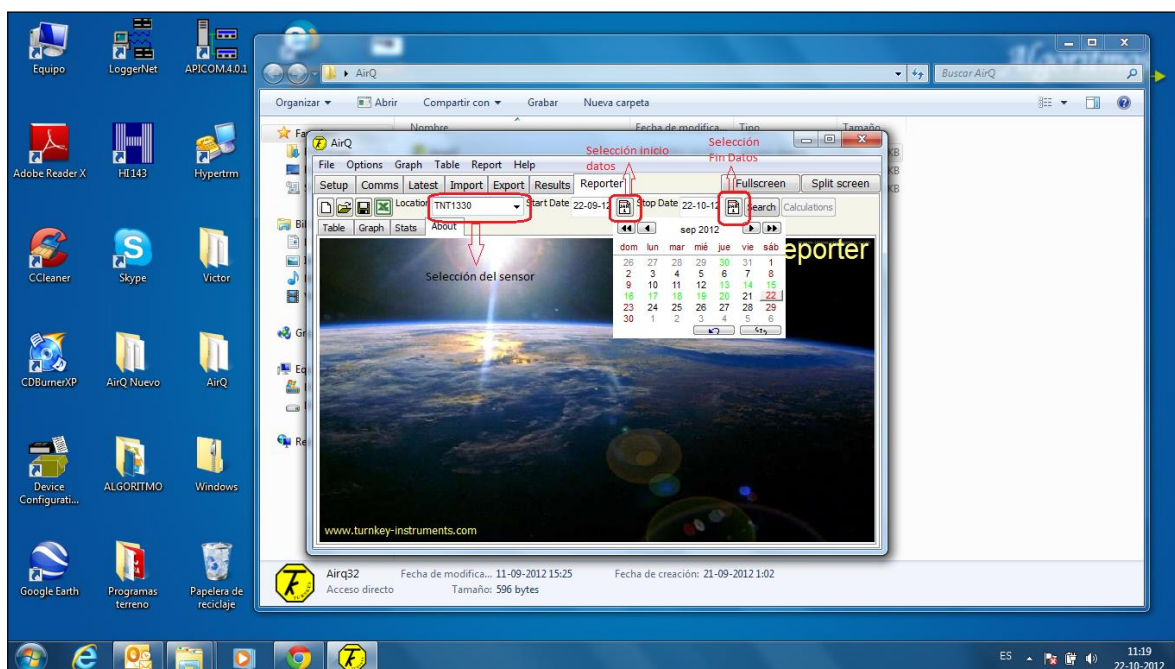 Equipo
LoggerNet
APICOM.4.0.1
Adobe Reader X
HI143
Hypertrm
CCleaner
Skype
Victor
CDBurnerXP
AirQ Nuevo
AirQ
Device Configurati...
ALGORITMO
Windows
Google Earth
Programas terreno
Papelera de reciclaje
AirQ
Buscar AirQ
Organizar Abrir Compartir con Grabar Nueva carpeta
Nombre Fecha de modifica... Tipo Tamaño
KB
KB
KB
AirQ
Selección inicio datos
Selección Fin Datos
File Options Graph Table Report Help
Setup Comms Latest Import Export Results Reporter Fullscreen Split screen
Location TNT1330 Start Date 22-09-12 Stop Date 22-10-12 Search Calculations
Table Graph Stats About
Selección del sensor
sep 2012
dom lun mar mié jue vie sáb
26 27 28 29 30 31 1
2 3 4 5 6 7 8
9 10 11 12 13 14 15
16 17 18 19 20 21 22
23 24 25 26 27 28 29
30 1 2 3 4 5 6
eporter
www.turnkey-instruments.com
Airq32 Fecha de modifica... 11-09-2012 15:25 Fecha de creación: 21-09-2012 1:02
Acceso directo Tamaño: 596 bytes
ES
11:19
22-10-2012